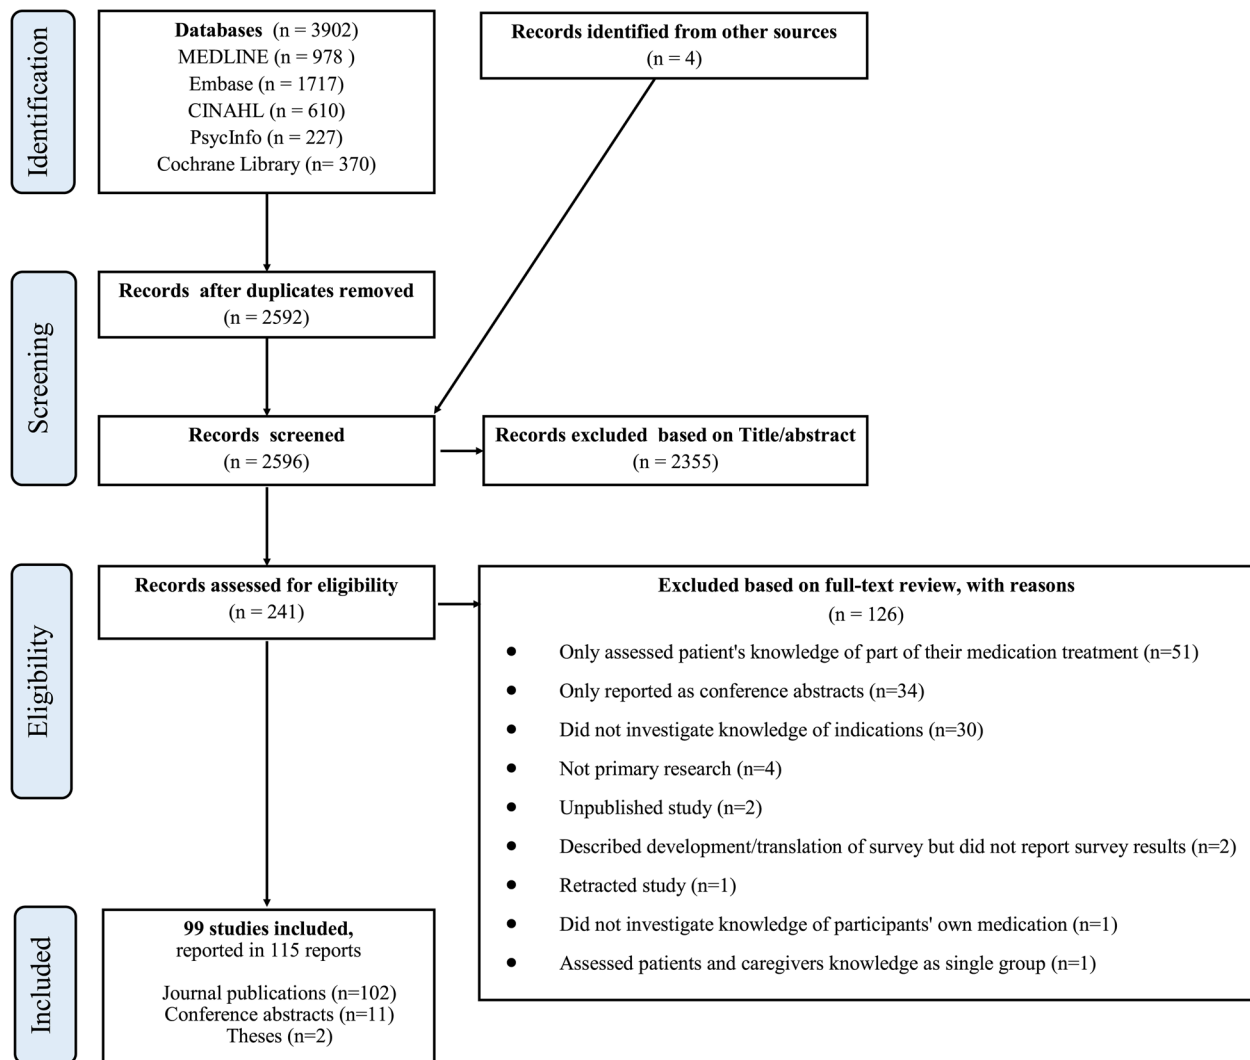 Identification
Databases (n = 3902)
MEDLINE (n = 978 )
Embase (n = 1717)
CINAHL (n = 610)
PsycInfo (n = 227)
Cochrane Library (n= 370)
Records identified from other sources
(n = 4)
Screening
Records after duplicates removed
(n = 2592)
Records screened
(n = 2596)
Records excluded based on Title/abstract
(n = 2355)
Eligibility
Records assessed for eligibility
(n = 241)
Excluded based on full-text review, with reasons
(n = 126)
● Only assessed patient's knowledge of part of their medication treatment (n=51)
● Only reported as conference abstracts (n=34)
● Did not investigate knowledge of indications (n=30)
● Not primary research (n=4)
● Unpublished study (n=2)
● Described development/translation of survey but did not report survey results (n=2)
● Retracted study (n=1)
● Did not investigate knowledge of participants' own medication (n=1)
● Assessed patients and caregivers knowledge as single group (n=1)
Included
99 studies included,
reported in 115 reports
Journal publications (n=102)
Conference abstracts (n=11)
Theses (n=2)